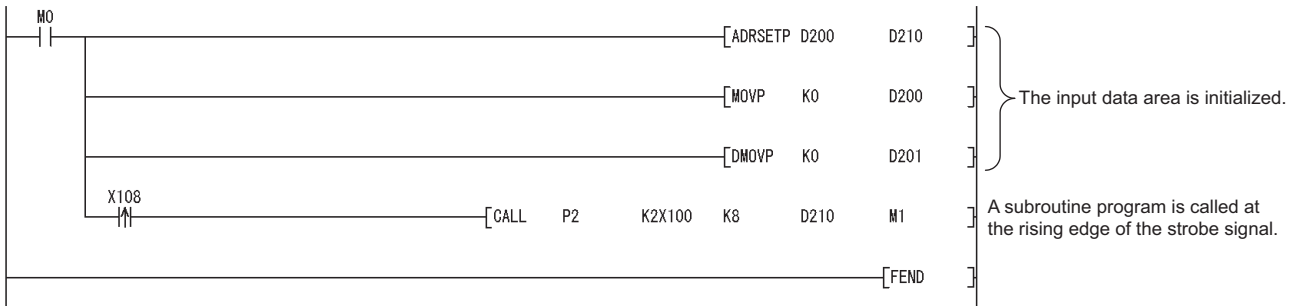 M0
[ADRSETP D200 D210 ]
[MOVP K0 D200 ]
The input data area is initialized.
[DMOVP K0 D201 ]
X108
[CALL P2 K2X100 K8 D210 M1 ]
A subroutine program is called at
the rising edge of the strobe signal.
[FEND ]